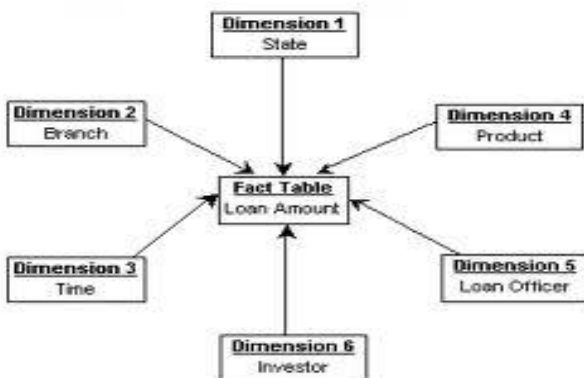 Dimension 1
State
Dimension 2
Branch
Dimension 4
Product
Fact Table
Loan Amount
Dimension 3
Time
Dimension 5
Loan Officer
Dimension 6
Investor